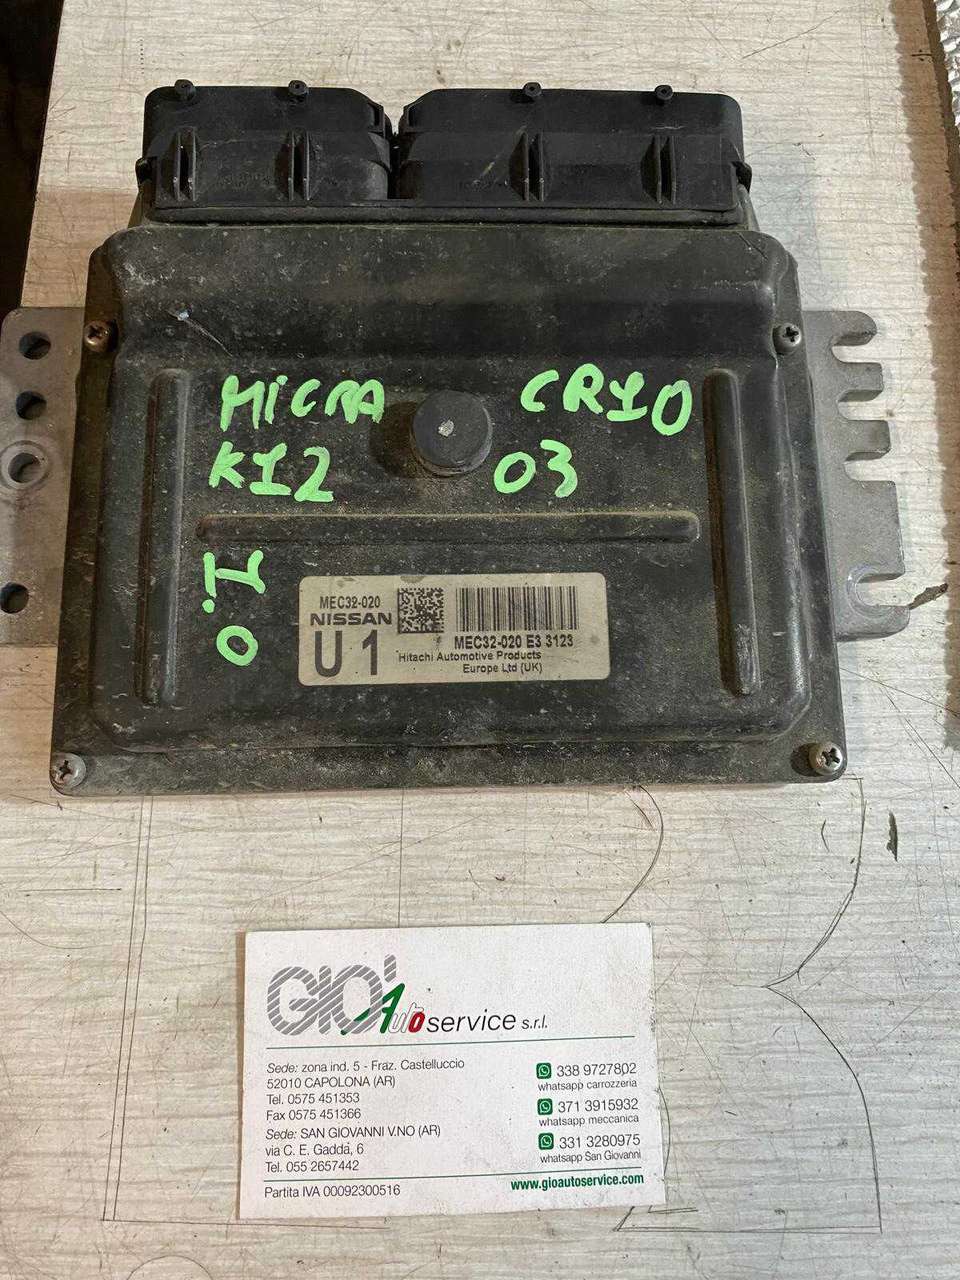 MICRA
CR10
K12
03
1.0
MEC32-020
NISSAN
U 1
MEC32-020 E3 3123
Hitachi Automotive Products
Europe Ltd (UK)
GIO' Auto service s.r.l.
Sede: zona ind. 5 - Fraz. Castelluccio
52010 CAPOLONA (AR)
Tel. 0575 451353
Fax 0575 451366
Sede: SAN GIOVANNI V.NO (AR)
via C. E. Gadda, 6
Tel. 055 2657442
Partita IVA 00092300516
338 9727802
whatsapp carrozzeria
371 3915932
whatsapp meccanica
331 3280975
whatsapp San Giovanni
www.gioautoservice.com